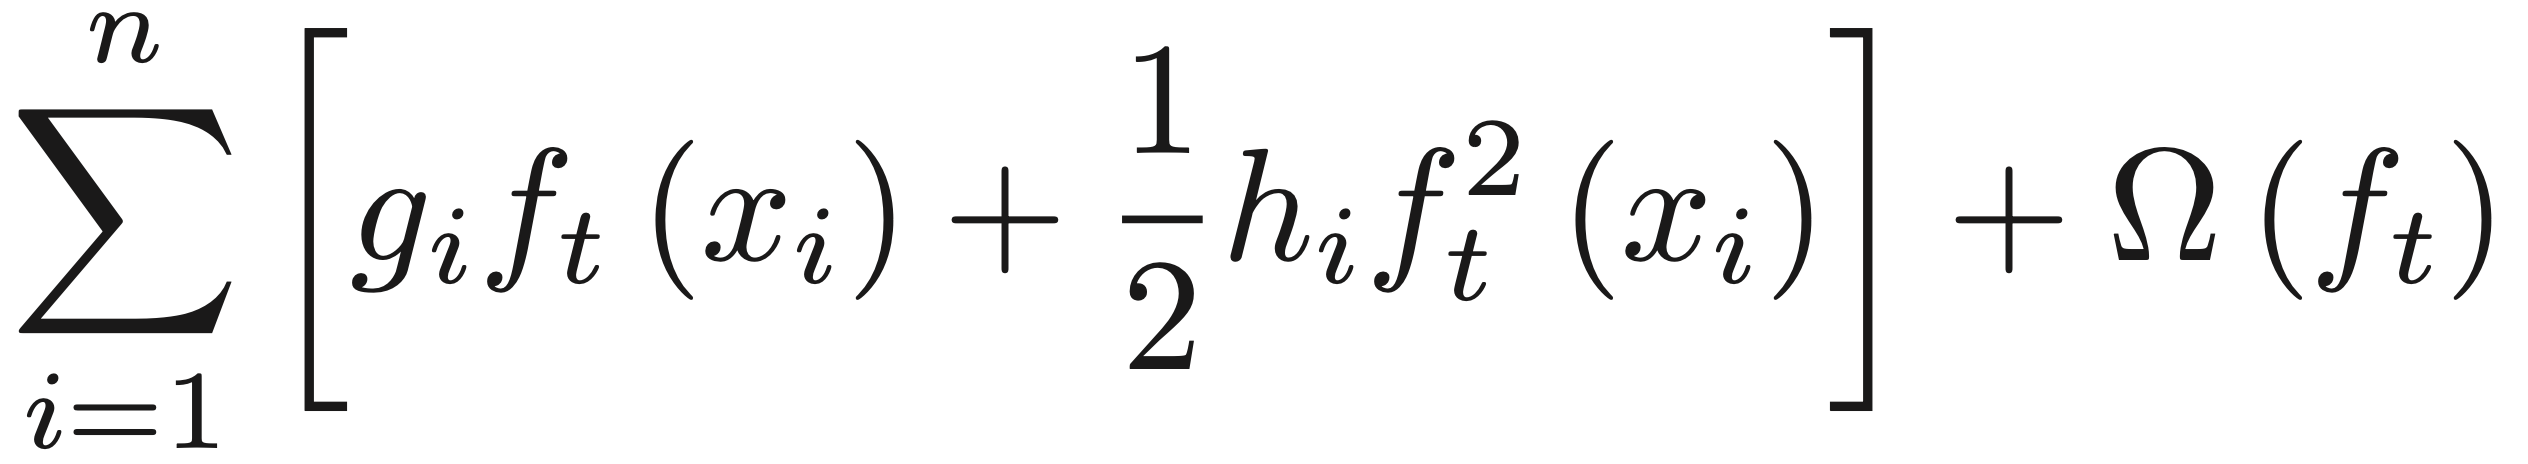 \sum_{i=1}^{n} \left[ g_i f_t (x_i) + \frac{1}{2} h_i f_t^2 (x_i) \right] + \Omega (f_t)